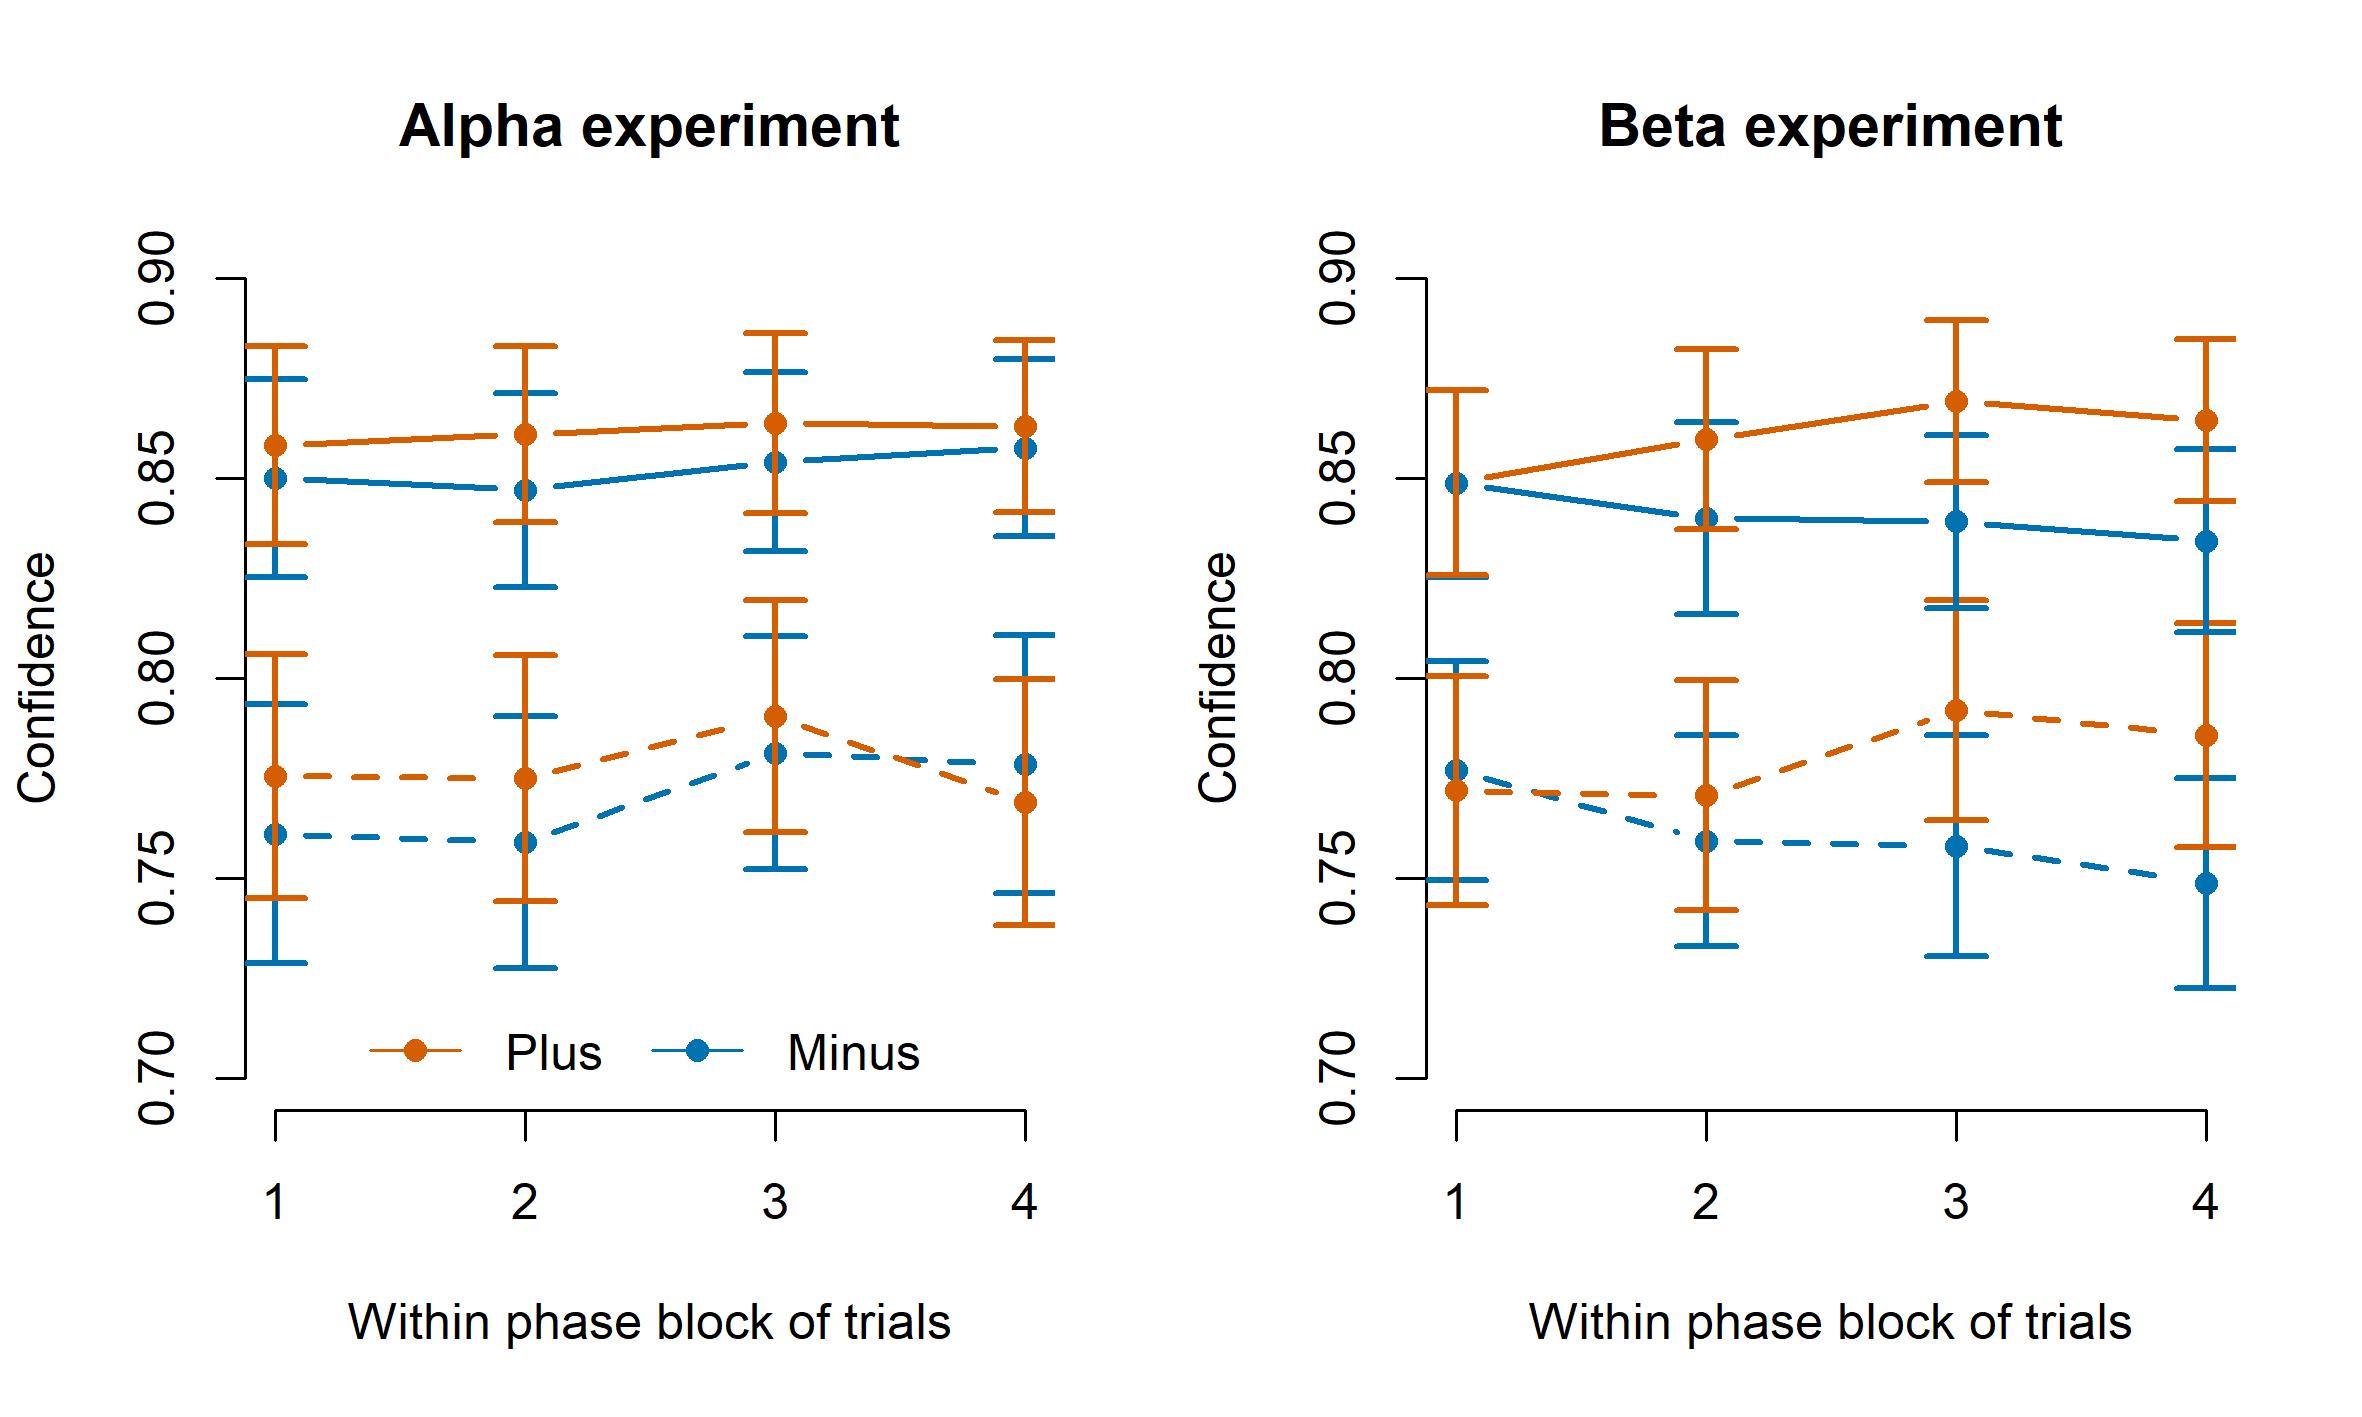 Alpha experiment
Confidence
0.90
0.85
0.80
0.75
0.70
Plus
Minus
1 2 3 4
Within phase block of trials
Beta experiment
Confidence
0.90
0.85
0.80
0.75
0.70
1 2 3 4
Within phase block of trials